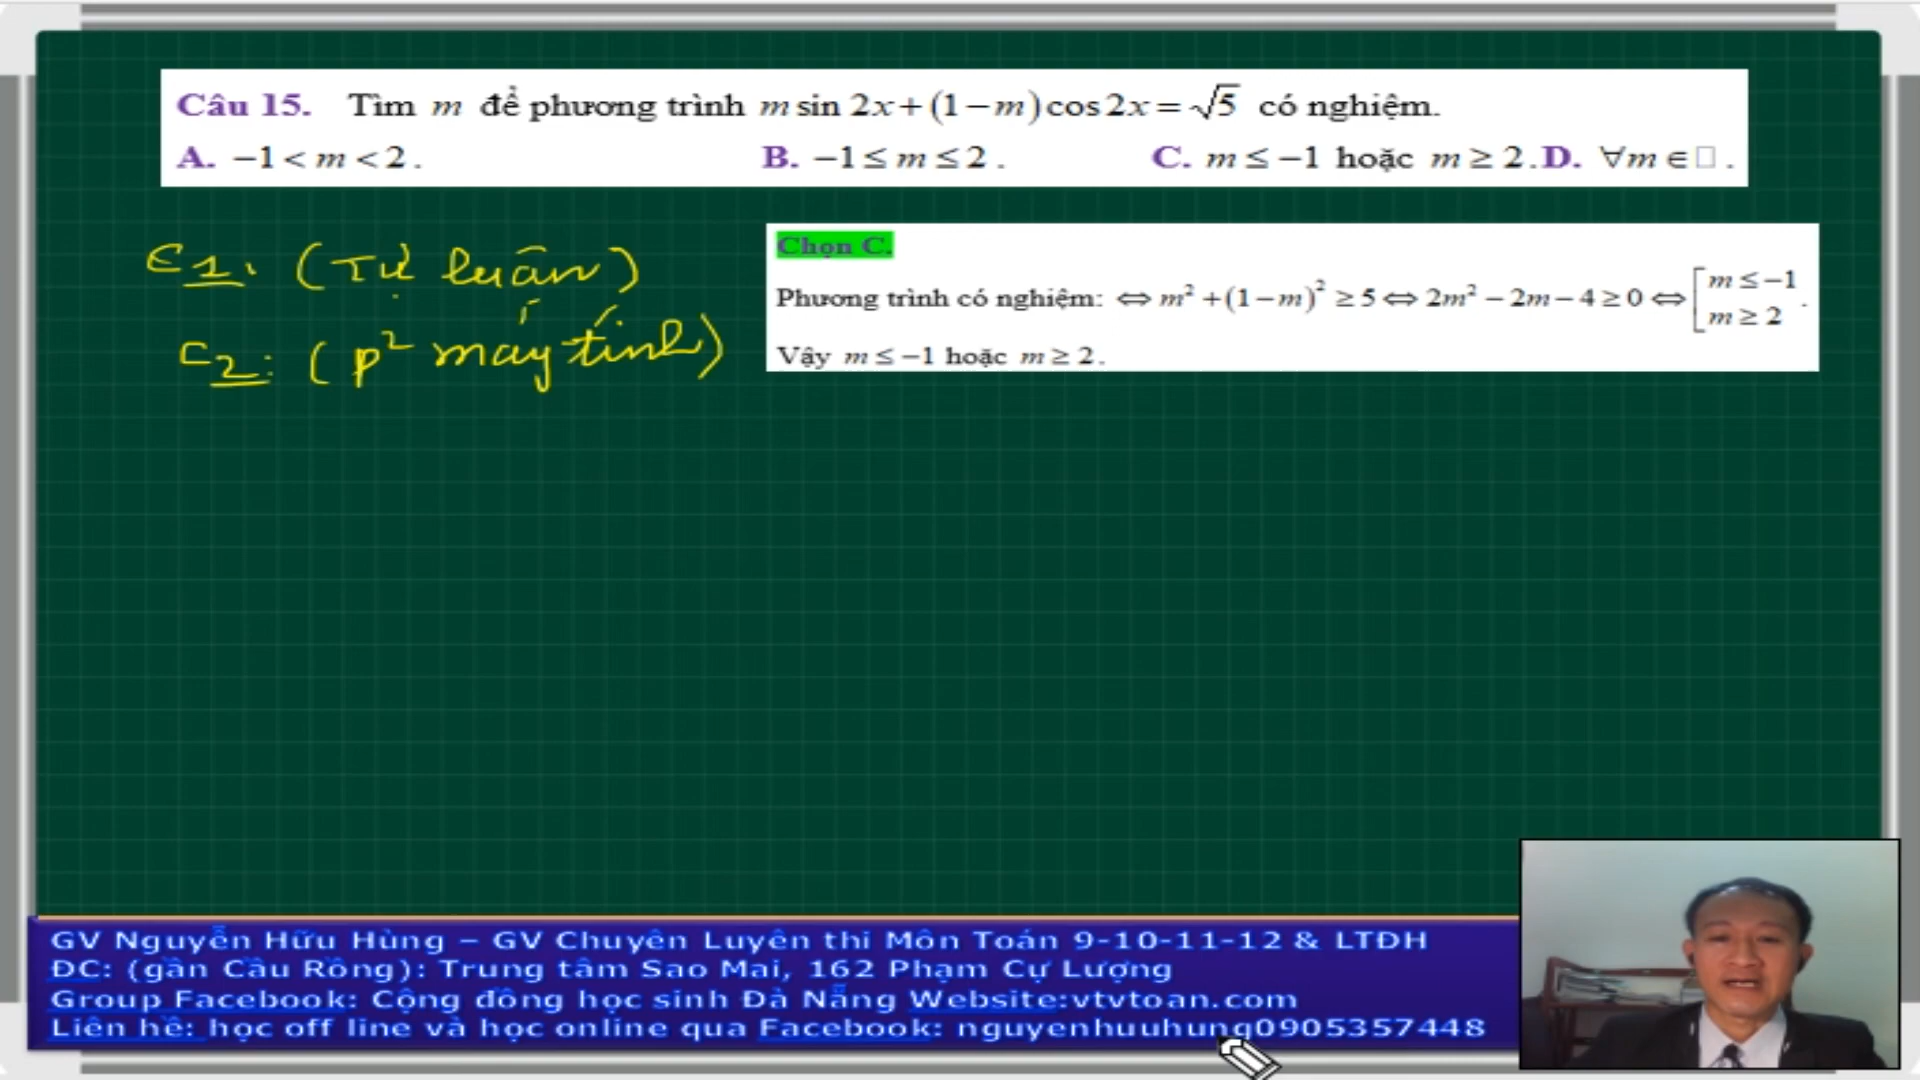 Câu 15. Tìm m để phương trình m sin 2x + (1 − m) cos 2x = √5 có nghiệm.
A. −1 < m < 2. B. −1 ≤ m ≤ 2. C. m ≤ −1 hoặc m ≥ 2. D. ∀m ∈ □.
C1: (Tự luận)
C2: (p² máy tính)
Chọn C.
Phương trình có nghiệm: ⇔ m² + (1 − m)² ≥ 5 ⇔ 2m² − 2m − 4 ≥ 0 ⇔ [ m ≤ −1
m ≥ 2 .
Vậy m ≤ −1 hoặc m ≥ 2.
GV Nguyễn Hữu Hùng – GV Chuyên Luyện thi Môn Toán 9-10-11-12 & LTĐH
ĐC: (gần Cầu Rồng): Trung tâm Sao Mai, 162 Phạm Cự Lượng
Group Facebook: Cộng đồng học sinh Đà Nẵng Website:vtvtoan.com
Liên hề: học off line và học online qua Facebook: nguyenhuuhung0905357448